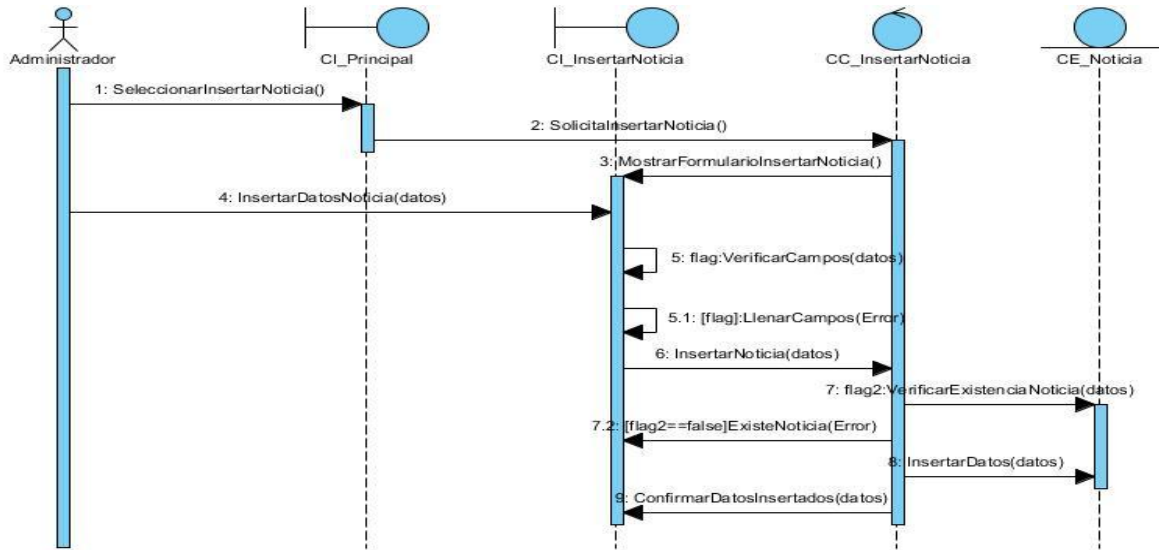 Administrador
CI_Principal
CI_InsertarNoticia
CC_InsertarNoticia
CE_Noticia
1: SeleccionarInsertarNoticia()
2: SolicitaInsertarNoticia()
3: MostrarFormularioInsertarNoticia()
4: InsertarDatosNoticia(datos)
5: flag:VerificarCampos(datos)
5.1: [flag]:LlenarCampos(Error)
6: InsertarNoticia(datos)
7: flag2:VerificarExistenciaNoticia(datos)
7.2: [flag2==false]ExisteNoticia(Error)
8: InsertarDatos(datos)
9: ConfirmarDatosInsertados(datos)